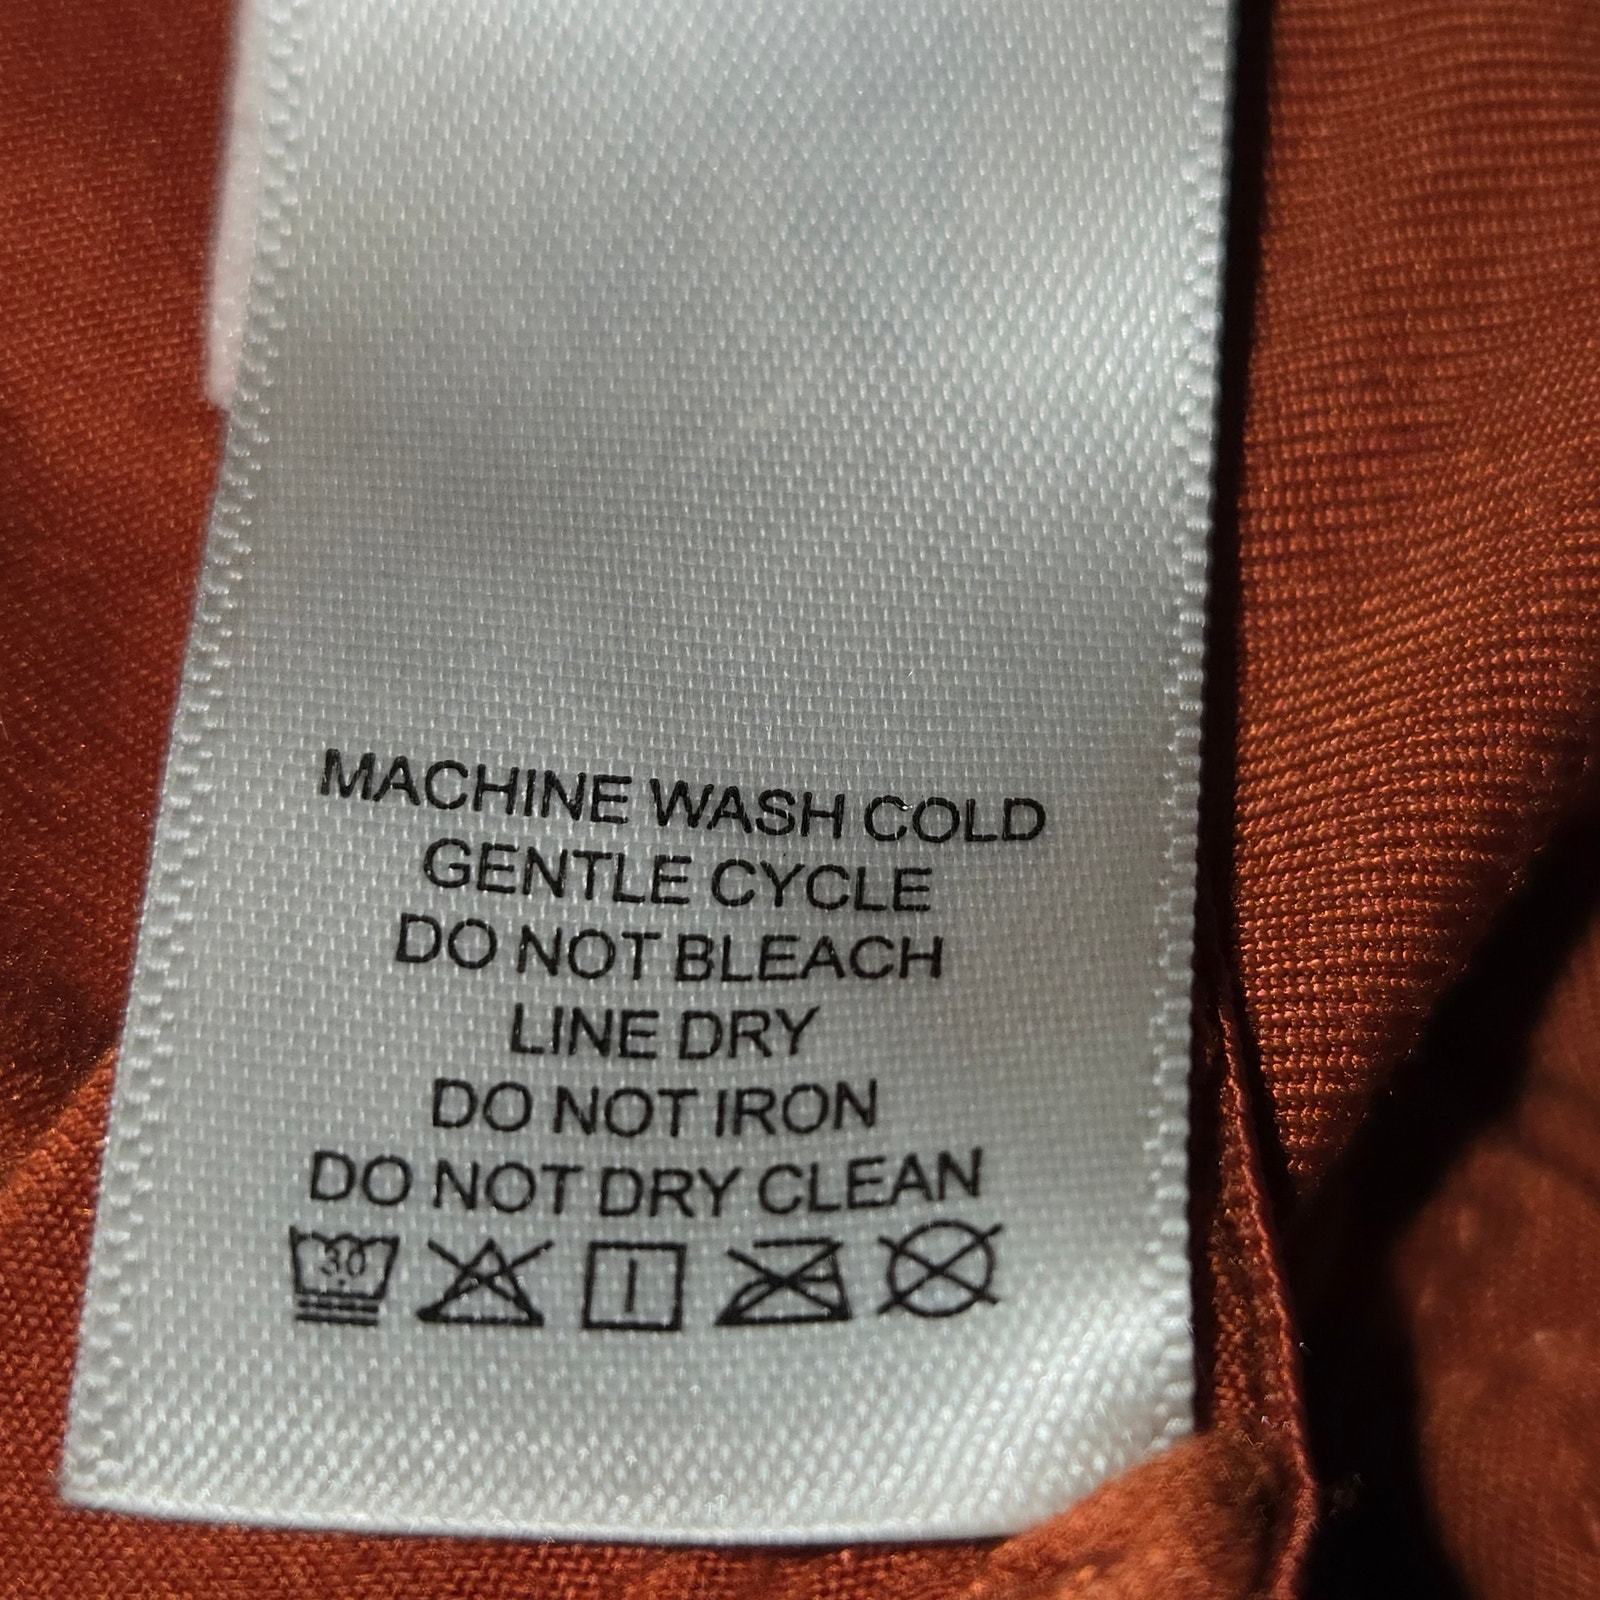 MACHINE WASH COLD
GENTLE CYCLE
DO NOT BLEACH
LINE DRY
DO NOT IRON
DO NOT DRY CLEAN
30